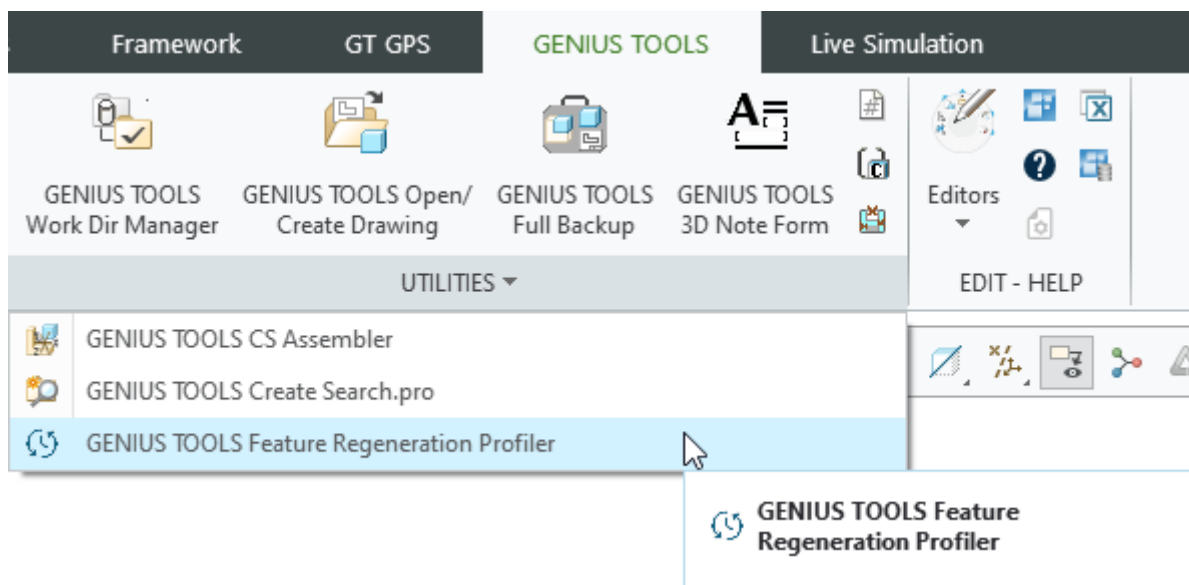 Framework
GT GPS
GENIUS TOOLS
Live Simulation
GENIUS TOOLS
Work Dir Manager
GENIUS TOOLS Open/
Create Drawing
GENIUS TOOLS
Full Backup
GENIUS TOOLS
3D Note Form
Editors
UTILITIES
EDIT - HELP
GENIUS TOOLS CS Assembler
GENIUS TOOLS Create Search.pro
GENIUS TOOLS Feature Regeneration Profiler
GENIUS TOOLS Feature
Regeneration Profiler